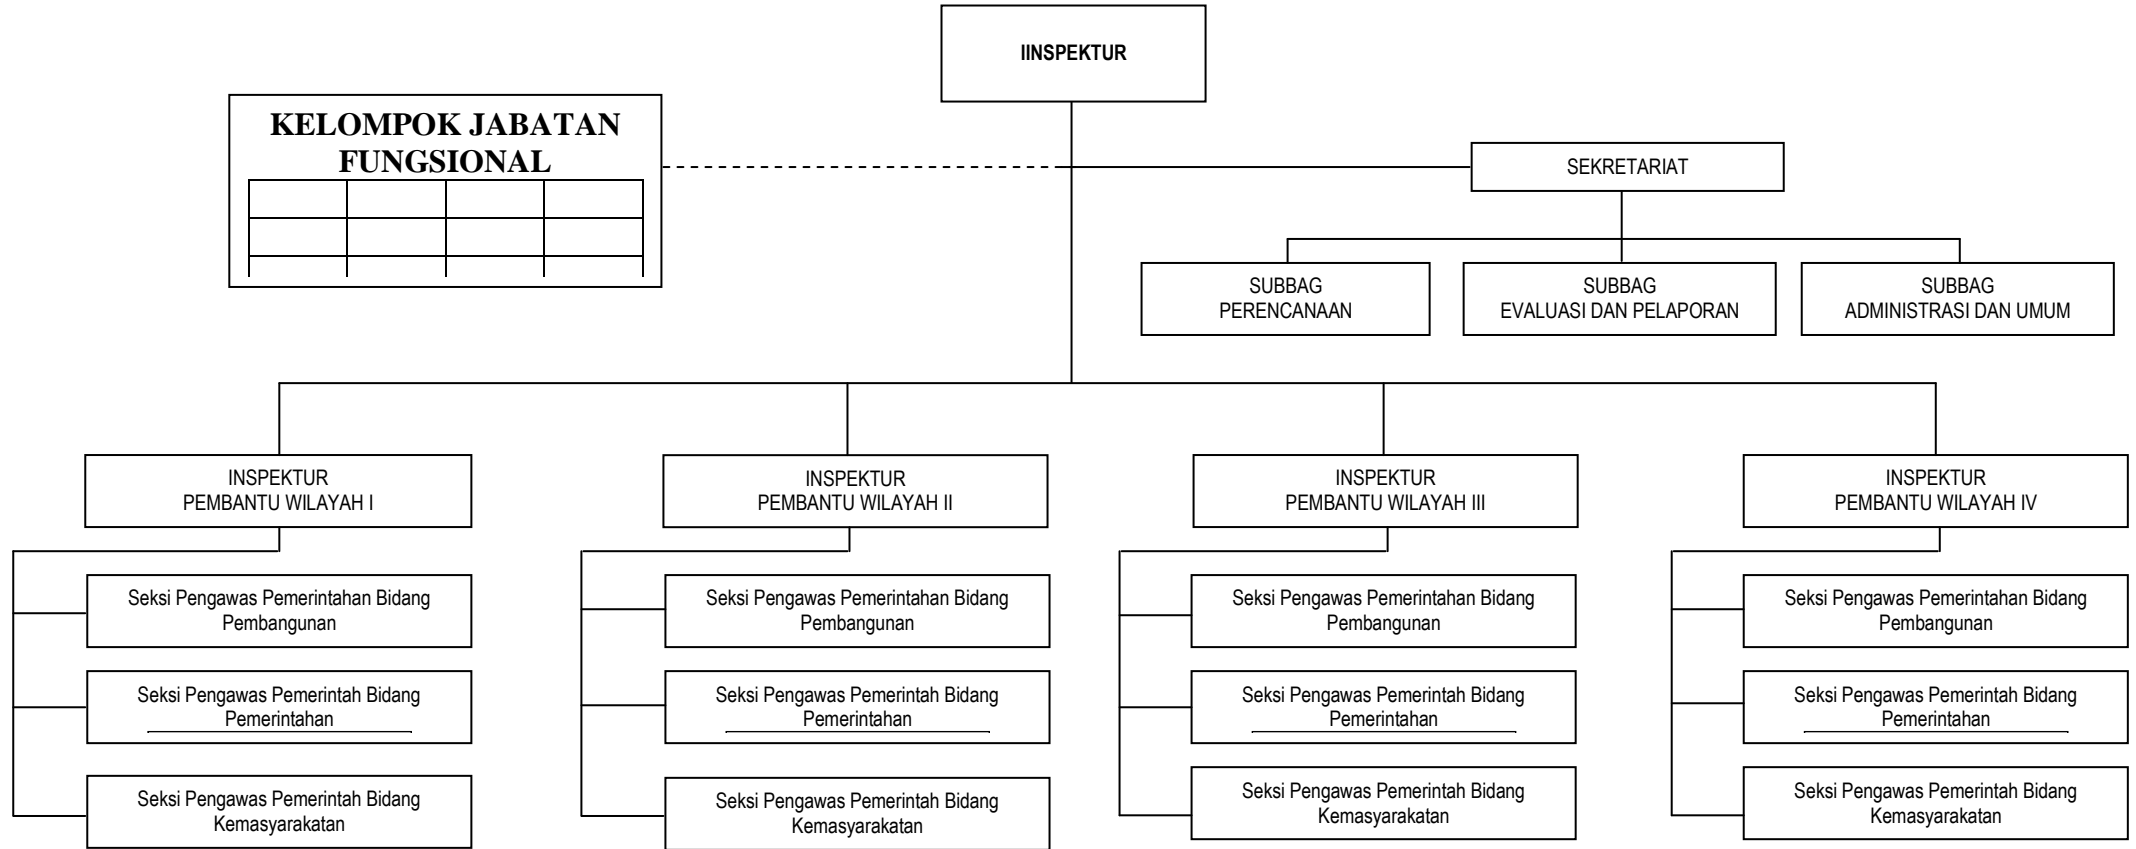 IINSPEKTUR
KELOMPOK JABATAN
FUNGSIONAL
SEKRETARIAT
SUBBAG
PERENCANAAN
SUBBAG
EVALUASI DAN PELAPORAN
SUBBAG
ADMINISTRASI DAN UMUM
INSPEKTUR
PEMBANTU WILAYAH I
INSPEKTUR
PEMBANTU WILAYAH II
INSPEKTUR
PEMBANTU WILAYAH III
INSPEKTUR
PEMBANTU WILAYAH IV
Seksi Pengawas Pemerintahan Bidang
Pembangunan
Seksi Pengawas Pemerintahan Bidang
Pembangunan
Seksi Pengawas Pemerintahan Bidang
Pembangunan
Seksi Pengawas Pemerintahan Bidang
Pembangunan
Seksi Pengawas Pemerintah Bidang
Pemerintahan
Seksi Pengawas Pemerintah Bidang
Pemerintahan
Seksi Pengawas Pemerintah Bidang
Pemerintahan
Seksi Pengawas Pemerintah Bidang
Pemerintahan
Seksi Pengawas Pemerintah Bidang
Kemasyarakatan
Seksi Pengawas Pemerintah Bidang
Kemasyarakatan
Seksi Pengawas Pemerintah Bidang
Kemasyarakatan
Seksi Pengawas Pemerintah Bidang
Kemasyarakatan